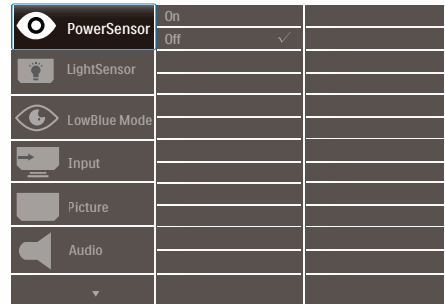 PowerSensor
On
Off
LightSensor
LowBlue Mode
Input
Picture
Audio